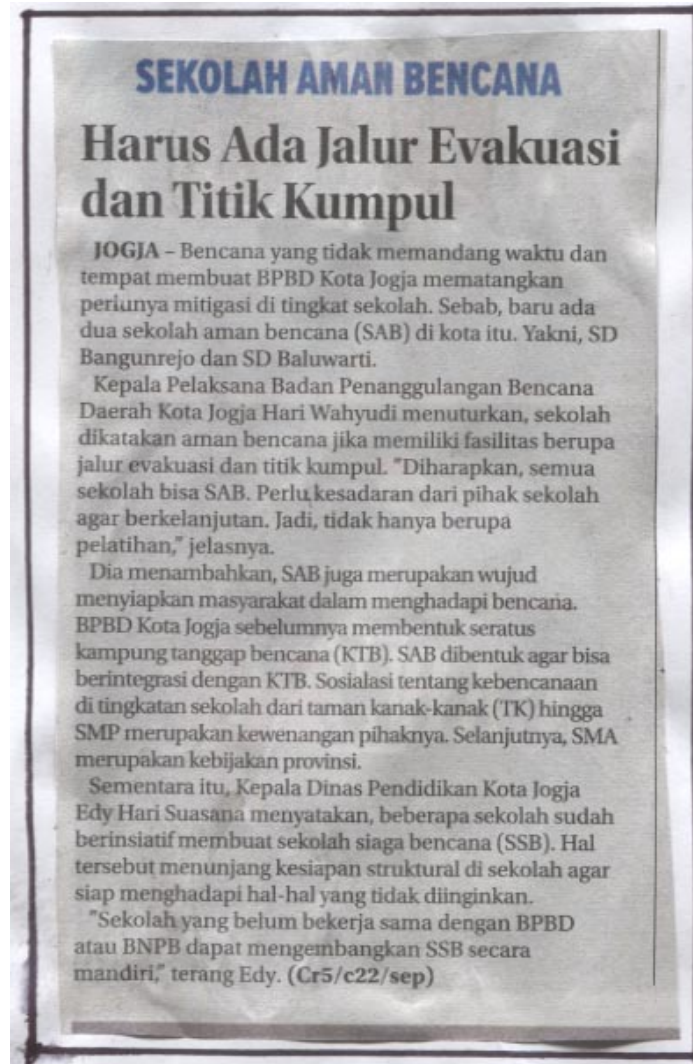 SEKOLAH AMAN BENCANA
Harus Ada Jalur Evakuasi
dan Titik Kumpul
JOGJA – Bencana yang tidak memandang waktu dan
tempat membuat BPBD Kota Jogja mematangkan
perlunya mitigasi di tingkat sekolah. Sebab, baru ada
dua sekolah aman bencana (SAB) di kota itu. Yakni, SD
Bangunrejo dan SD Baluwarti.
Kepala Pelaksana Badan Penanggulangan Bencana
Daerah Kota Jogja Hari Wahyudi menuturkan, sekolah
dikatakan aman bencana jika memiliki fasilitas berupa
jalur evakuasi dan titik kumpul. "Diharapkan, semua
sekolah bisa SAB. Perlu kesadaran dari pihak sekolah
agar berkelanjutan. Jadi, tidak hanya berupa
pelatihan," jelasnya.
Dia menambahkan, SAB juga merupakan wujud
menyiapkan masyarakat dalam menghadapi bencana.
BPBD Kota Jogja sebelumnya membentuk seratus
kampung tanggap bencana (KTB). SAB dibentuk agar bisa
berintegrasi dengan KTB. Sosialasi tentang kebencanaan
di tingkatan sekolah dari taman kanak-kanak (TK) hingga
SMP merupakan kewenangan pihaknya. Selanjutnya, SMA
merupakan kebijakan provinsi.
Sementara itu, Kepala Dinas Pendidikan Kota Jogja
Edy Hari Suasana menyatakan, beberapa sekolah sudah
berinsiatif membuat sekolah siaga bencana (SSB). Hal
tersebut menunjang kesiapan struktural di sekolah agar
siap menghadapi hal-hal yang tidak diinginkan.
"Sekolah yang belum bekerja sama dengan BPBD
atau BNPB dapat mengembangkan SSB secara
mandiri," terang Edy. (Cr5/c22/sep)